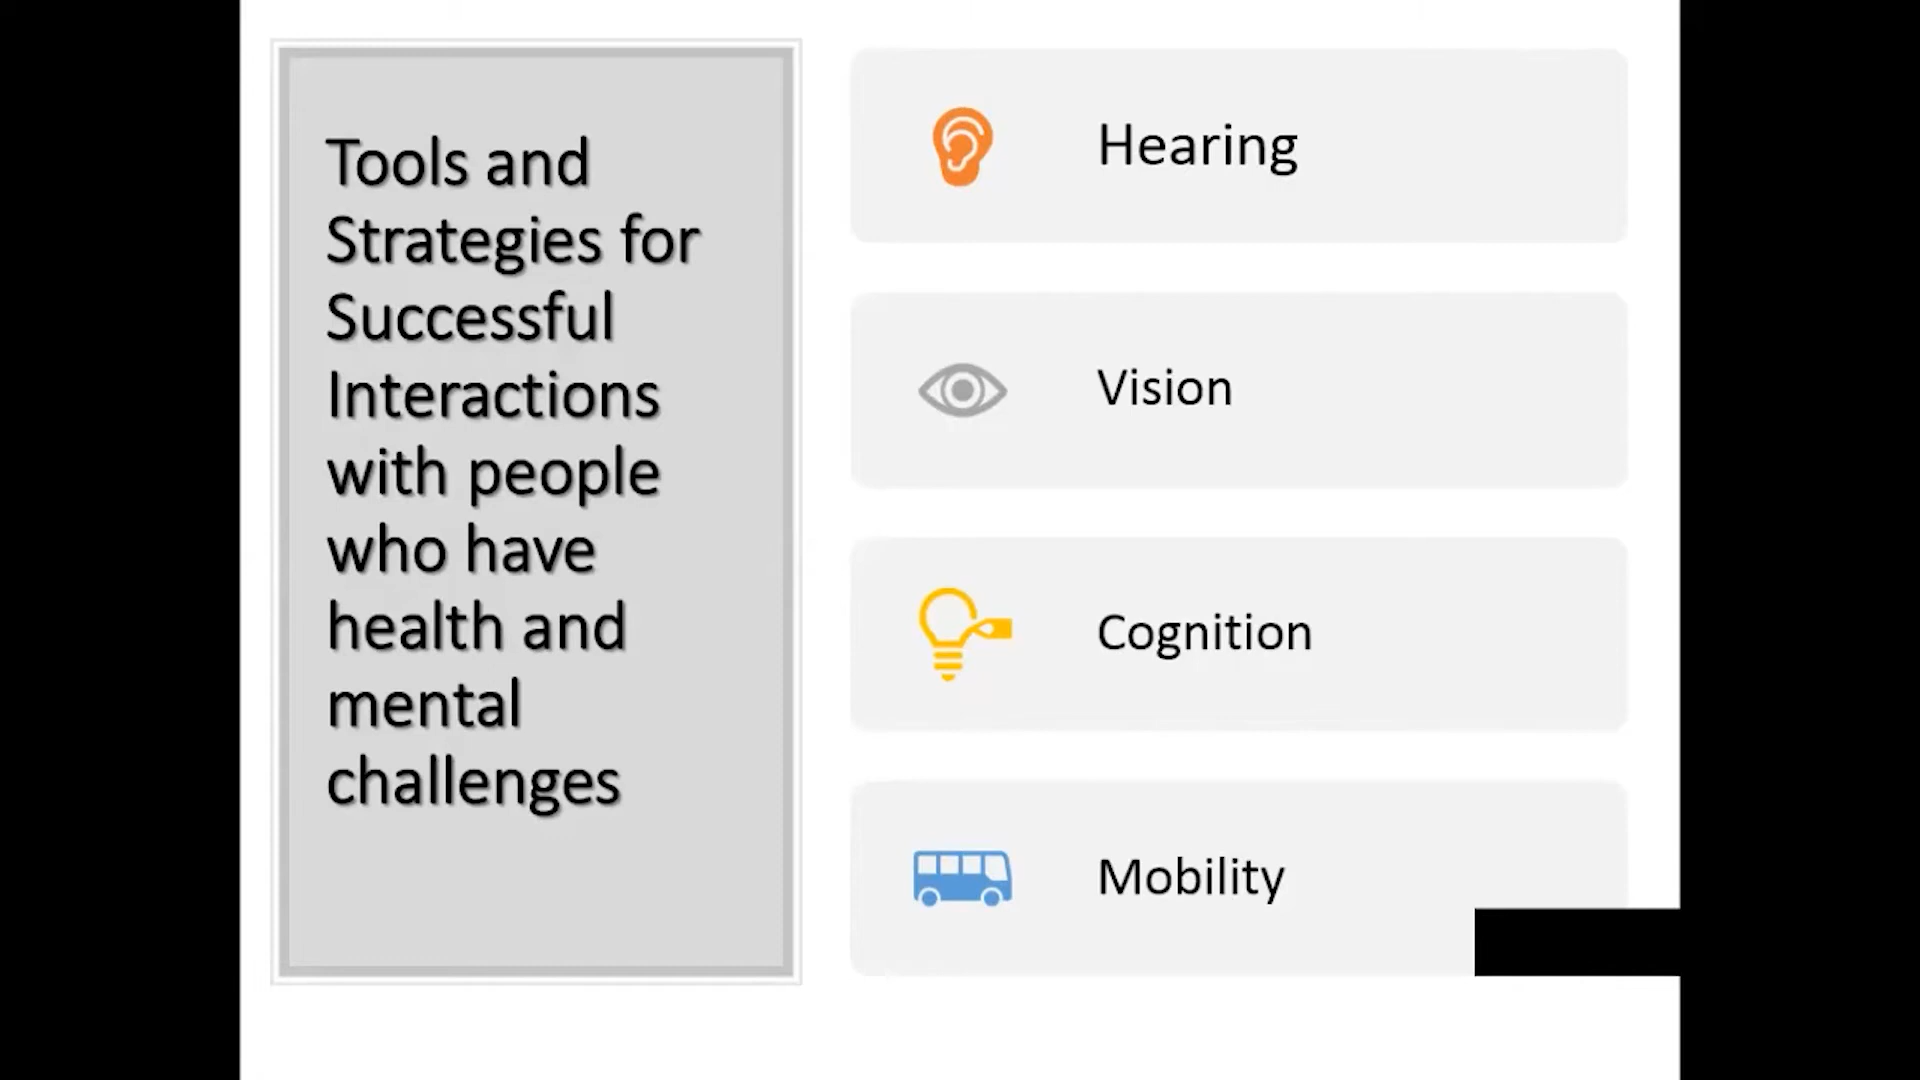 Tools and
Strategies for
Successful
Interactions
with people
who have
health and
mental
challenges
Hearing
Vision
Cognition
Mobility